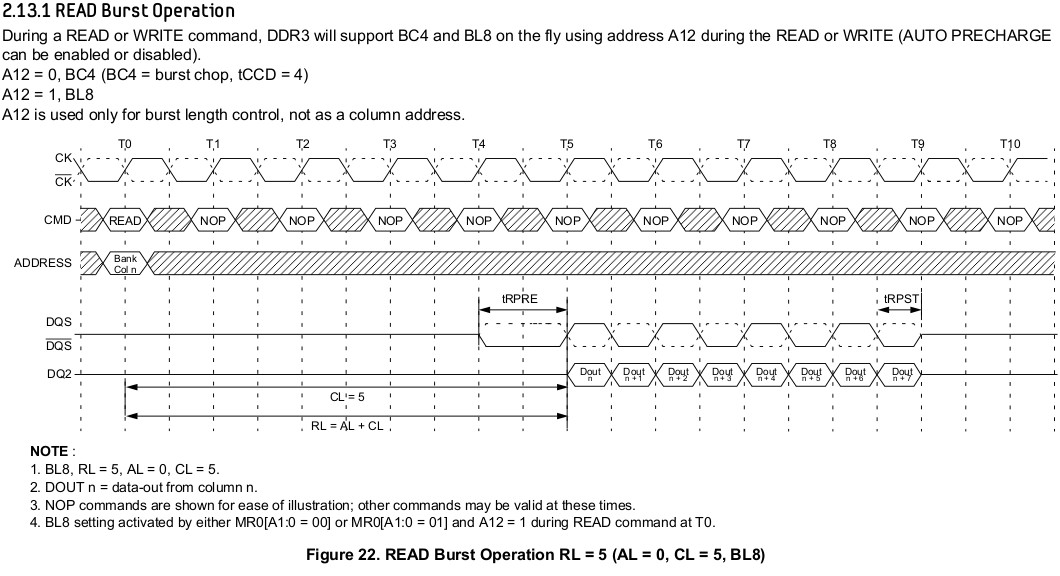 2.13.1 READ Burst Operation
During a READ or WRITE command, DDR3 will support BC4 and BL8 on the fly using address A12 during the READ or WRITE (AUTO PRECHARGE
can be enabled or disabled).
A12 = 0, BC4 (BC4 = burst chop, tCCD = 4)
A12 = 1, BL8
A12 is used only for burst length control, not as a column address.
T0 T1 T2 T3 T4 T5 T6 T7 T8 T9 T10
CK
CK
CMD READ NOP NOP NOP NOP NOP NOP NOP NOP NOP NOP
ADDRESS Bank
Col n
tRPRE tRPST
DQS
DQS
DQ2 Dout Dout Dout Dout Dout Dout Dout Dout
n n + 1 n + 2 n + 3 n + 4 n + 5 n + 6 n + 7
CL = 5
RL = AL + CL
NOTE :
1. BL8, RL = 5, AL = 0, CL = 5.
2. DOUT n = data-out from column n.
3. NOP commands are shown for ease of illustration; other commands may be valid at these times.
4. BL8 setting activated by either MR0[A1:0 = 00] or MR0[A1:0 = 01] and A12 = 1 during READ command at T0.
Figure 22. READ Burst Operation RL = 5 (AL = 0, CL = 5, BL8)